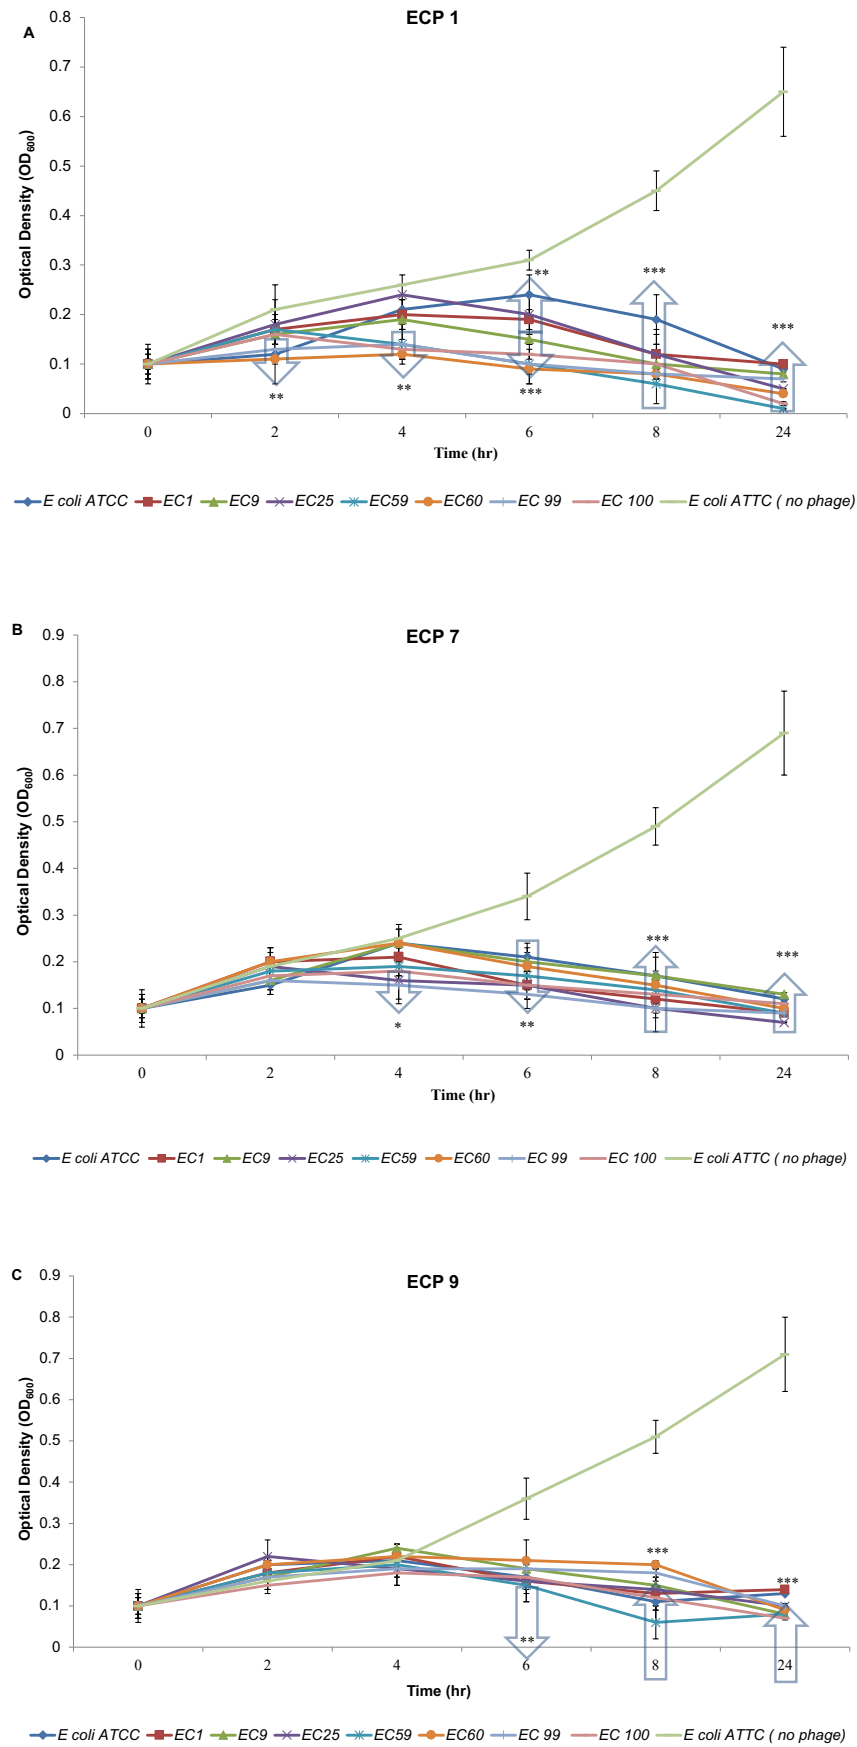 A
ECP 1
0.8
0.7
0.6
0.5
0.4
0.3
0.2
0.1
0
Optical Density (OD600)
**
***
***
**
**
***
0 2 4 6 8 24
Time (hr)
E coli ATCC EC1 EC9 EC25 EC59 EC60 EC 99 EC 100 E coli ATTC ( no phage)
B
ECP 7
0.9
0.8
0.7
0.6
0.5
0.4
0.3
0.2
0.1
0
Optical Density (OD600)
***
***
*
**
0 2 4 6 8 24
Time (hr)
E coli ATCC EC1 EC9 EC25 EC59 EC60 EC 99 EC 100 E coli ATTC ( no phage)
C
ECP 9
0.9
0.8
0.7
0.6
0.5
0.4
0.3
0.2
0.1
0
Optical Density (OD600)
***
***
**
0 2 4 6 8 24
Time (hr)
E coli ATCC EC1 EC9 EC25 EC59 EC60 EC 99 EC 100 E coli ATTC ( no phage)